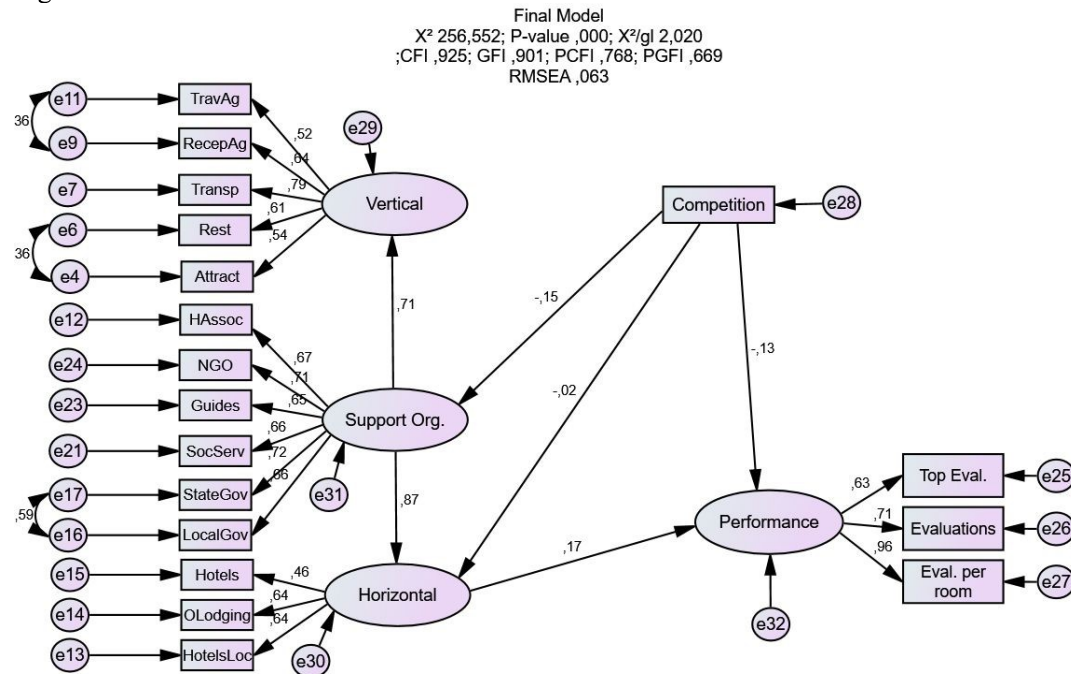 Final Model
X² 256,552; P-value ,000; X²/gl 2,020
;CFI ,925; GFI ,901; PCFI ,768; PGFI ,669
RMSEA ,063
e11
TravAg
36
e9
RecepAg
e7
Transp
e6
Rest
36
e4
Attract
,52
,64
,79
,61
,54
e29
Vertical
Competition
e28
,71
-,15
-,02
-,13
e12
HAssoc
e24
NGO
e23
Guides
e21
SocServ
e17
StateGov
,59
e16
LocalGov
,67
,71
,65
,66
,72
,66
Support Org.
e31
,87
e15
Hotels
e14
OLodging
e13
HotelsLoc
,46
,64
,64
Horizontal
e30
,17
Performance
e32
,63
,71
,96
Top Eval.
e25
Evaluations
e26
Eval. per
room
e27